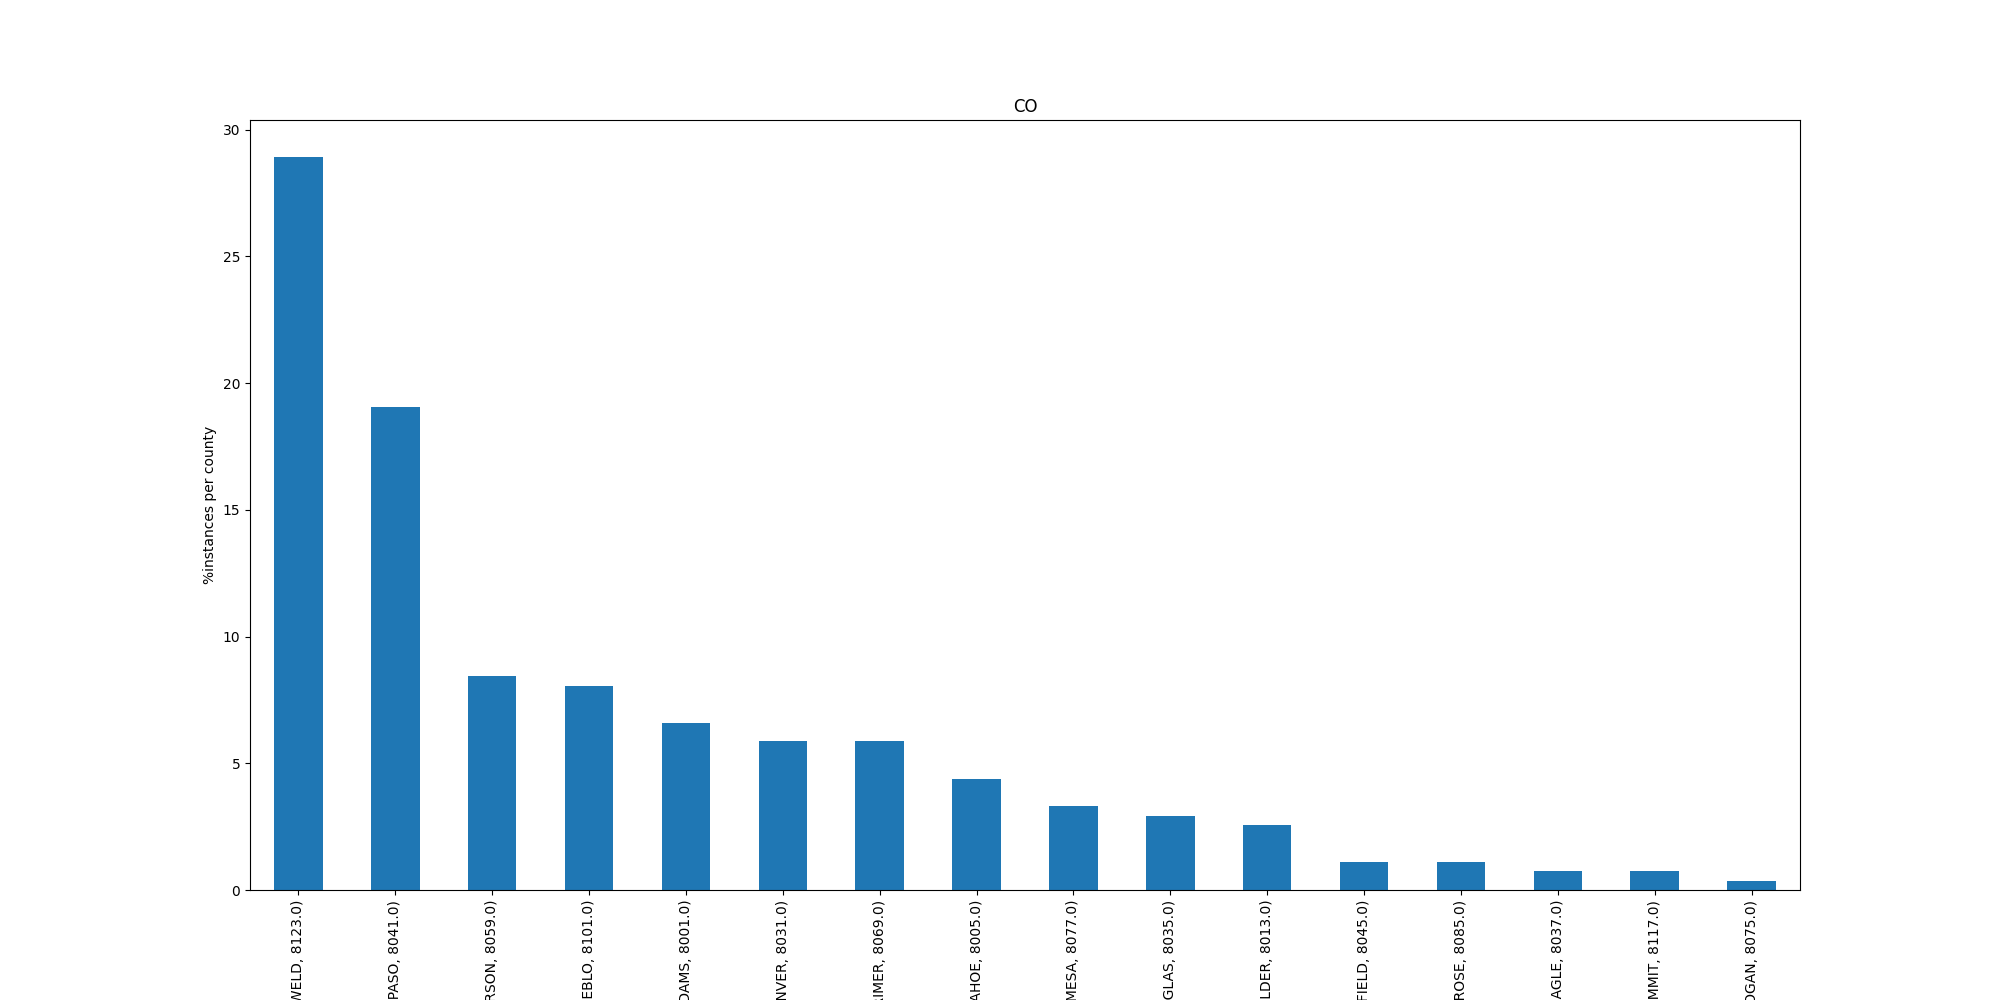 CO
30
25
20
15
10
5
0
%instances per county
WELD, 8123.0)
PASO, 8041.0)
RSON, 8059.0)
EBLO, 8101.0)
DAMS, 8001.0)
NVER, 8031.0)
RIMER, 8069.0)
AHOE, 8005.0)
MESA, 8077.0)
GLAS, 8035.0)
LDER, 8013.0)
FIELD, 8045.0)
ROSE, 8085.0)
AGLE, 8037.0)
MMIT, 8117.0)
OGAN, 8075.0)